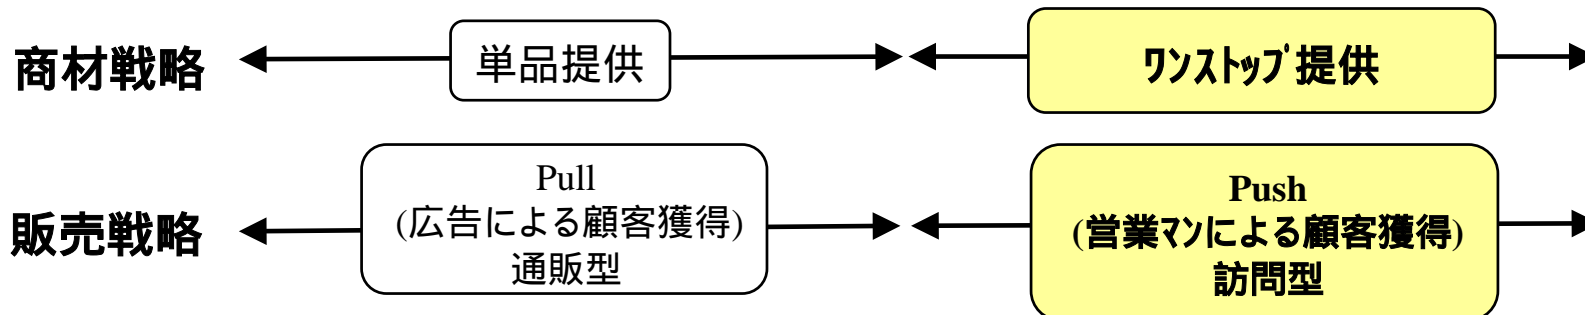 商材戦略 単品提供 ﾜﾝｽﾄｯﾌﾟ提供
販売戦略
Pull
(広告による顧客獲得)
通販型
Push
(営業ﾏﾝによる顧客獲得)
訪問型